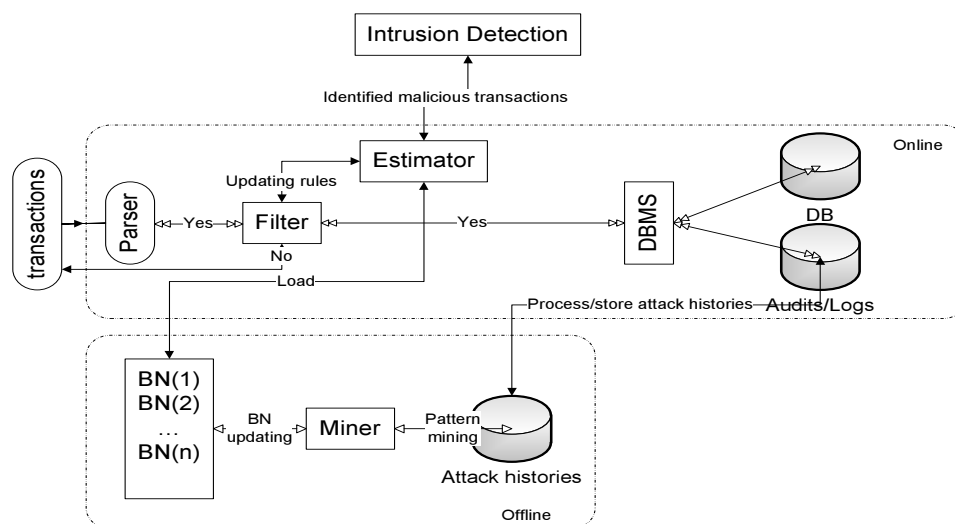 Intrusion Detection
Identified malicious transactions
Online
Estimator
transactions
Parser
Updating rules
Yes
Filter
Yes
DBMS
DB
No
Load
Process/store attack histories
Audits/Logs
BN(1)
BN(2)
...
BN(n)
BN
updating
Miner
Pattern
mining
Attack histories
Offline